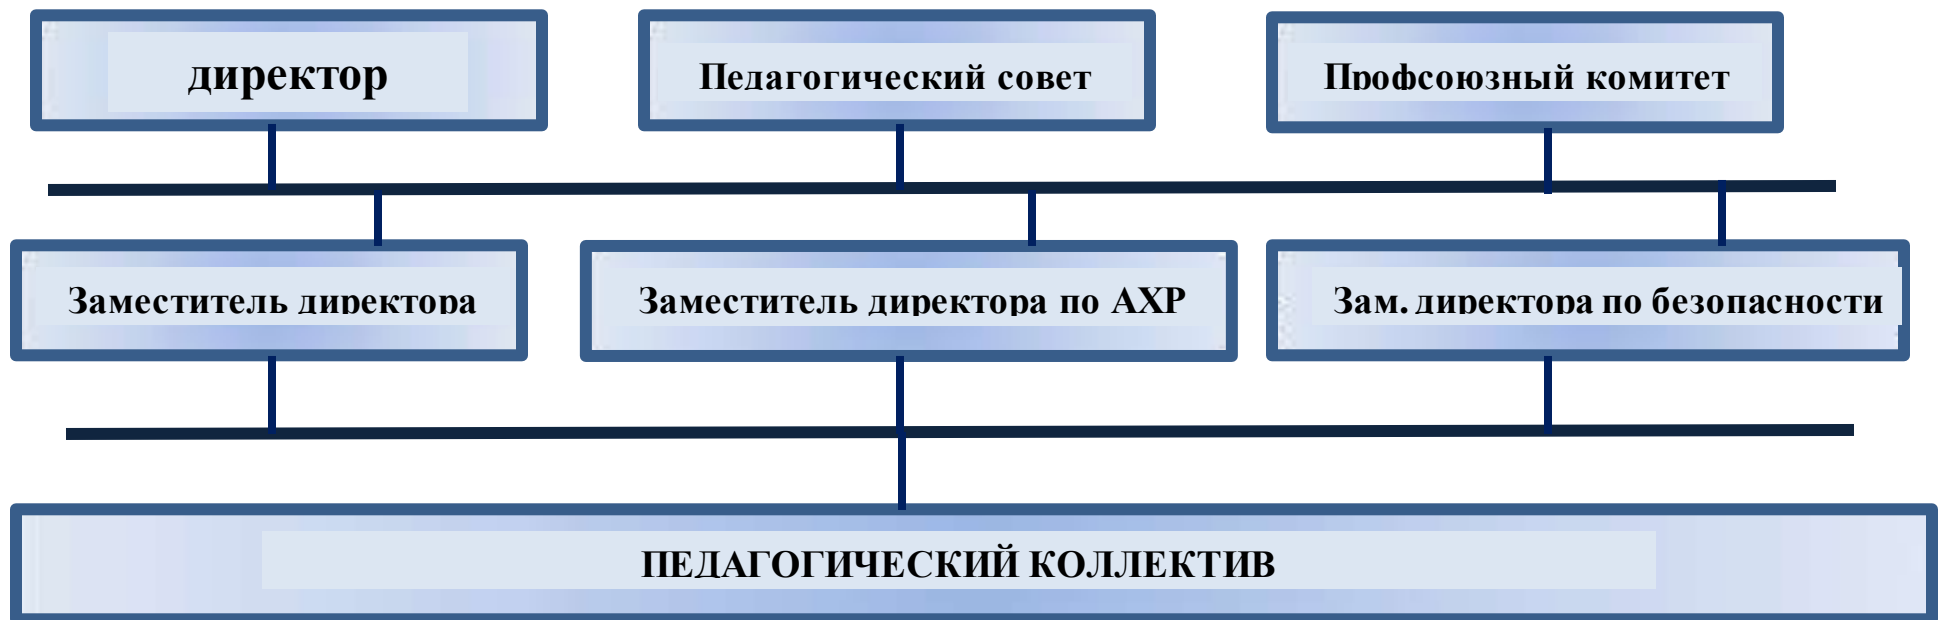 директор
Педагогический совет
Профсоюзный комитет
Заместитель директора
Заместитель директора по АХР
Зам. директора по безопасности
ПЕДАГОГИЧЕСКИЙ КОЛЛЕКТИВ